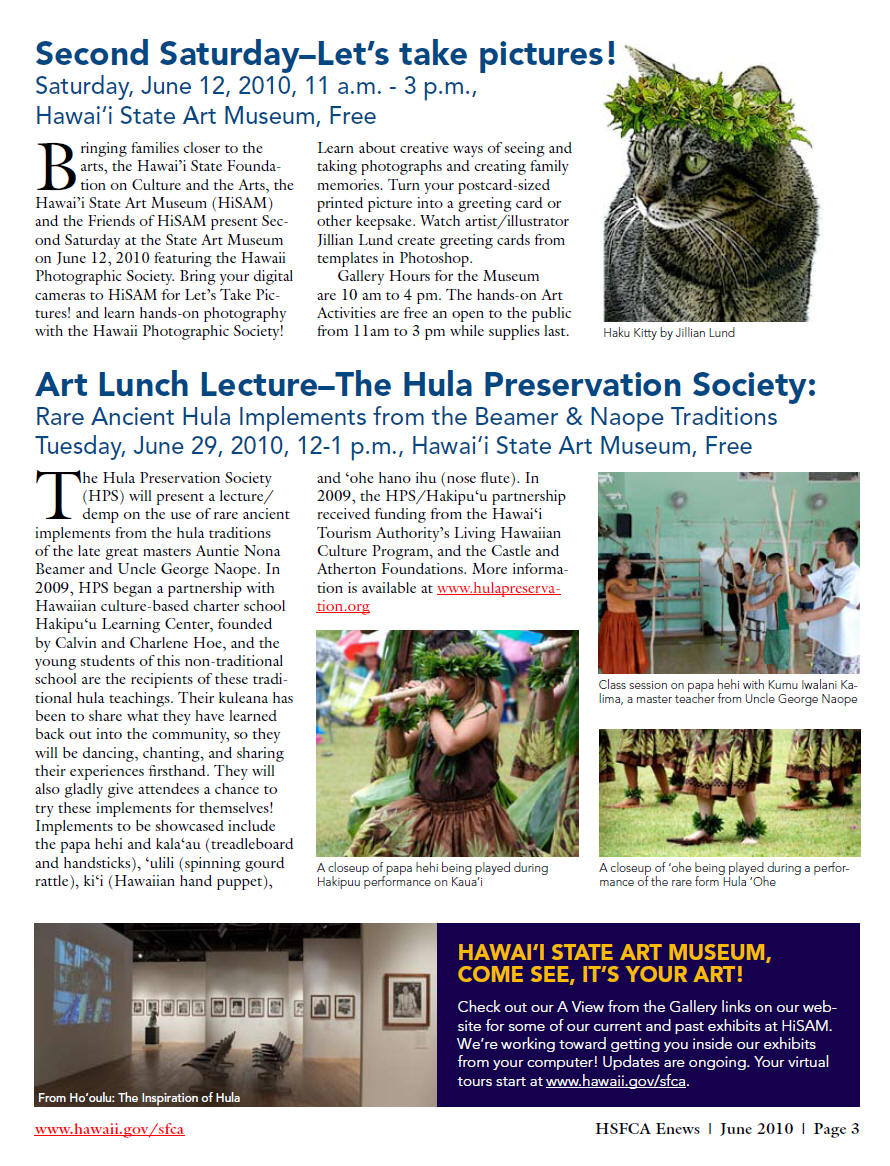 Second Saturday–Let's take pictures!
Saturday, June 12, 2010, 11 a.m. - 3 p.m.,
Hawai‘i State Art Museum, Free
Bringing families closer to the
arts, the Hawai'i State Founda-
tion on Culture and the Arts, the
Hawai'i State Art Museum (HiSAM)
and the Friends of HiSAM present Sec-
ond Saturday at the State Art Museum
on June 12, 2010 featuring the Hawaii
Photographic Society. Bring your digital
cameras to HiSAM for Let's Take Pic-
tures! and learn hands-on photography
with the Hawaii Photographic Society!
Learn about creative ways of seeing and
taking photographs and creating family
memories. Turn your postcard-sized
printed picture into a greeting card or
other keepsake. Watch artist/illustrator
Jillian Lund create greeting cards from
templates in Photoshop.
Gallery Hours for the Museum
are 10 am to 4 pm. The hands-on Art
Activities are free an open to the public
from 11am to 3 pm while supplies last.
Haku Kitty by Jillian Lund
Art Lunch Lecture–The Hula Preservation Society:
Rare Ancient Hula Implements from the Beamer & Naope Traditions
Tuesday, June 29, 2010, 12-1 p.m., Hawai‘i State Art Museum, Free
The Hula Preservation Society
(HPS) will present a lecture/
demp on the use of rare ancient
implements from the hula traditions
of the late great masters Auntie Nona
Beamer and Uncle George Naope. In
2009, HPS began a partnership with
Hawaiian culture-based charter school
Hakipu‘u Learning Center, founded
by Calvin and Charlene Hoe, and the
young students of this non-traditional
school are the recipients of these tradi-
tional hula teachings. Their kuleana has
been to share what they have learned
back out into the community, so they
will be dancing, chanting, and sharing
their experiences firsthand. They will
also gladly give attendees a chance to
try these implements for themselves!
Implements to be showcased include
the papa hehi and kala‘au (treadleboard
and handsticks), ‘ulili (spinning gourd
rattle), ki‘i (Hawaiian hand puppet),
and ‘ohe hano ihu (nose flute). In
2009, the HPS/Hakipu‘u partnership
received funding from the Hawai‘i
Tourism Authority's Living Hawaiian
Culture Program, and the Castle and
Atherton Foundations. More informa-
tion is available at www.hulapreserva-
tion.org
A closeup of papa hehi being played during
Hakipuu performance on Kaua'i
Class session on papa hehi with Kumu Iwalani Ka-
lima, a master teacher from Uncle George Naope
A closeup of ‘ohe being played during a perfor-
mance of the rare form Hula ‘Ohe
From Ho‘oulu: The Inspiration of Hula
HAWAI‘I STATE ART MUSEUM,
COME SEE, IT'S YOUR ART!
Check out our A View from the Gallery links on our web-
site for some of our current and past exhibits at HiSAM.
We're working toward getting you inside our exhibits
from your computer! Updates are ongoing. Your virtual
tours start at www.hawaii.gov/sfca.
www.hawaii.gov/sfca
HSFCA Enews | June 2010 | Page 3